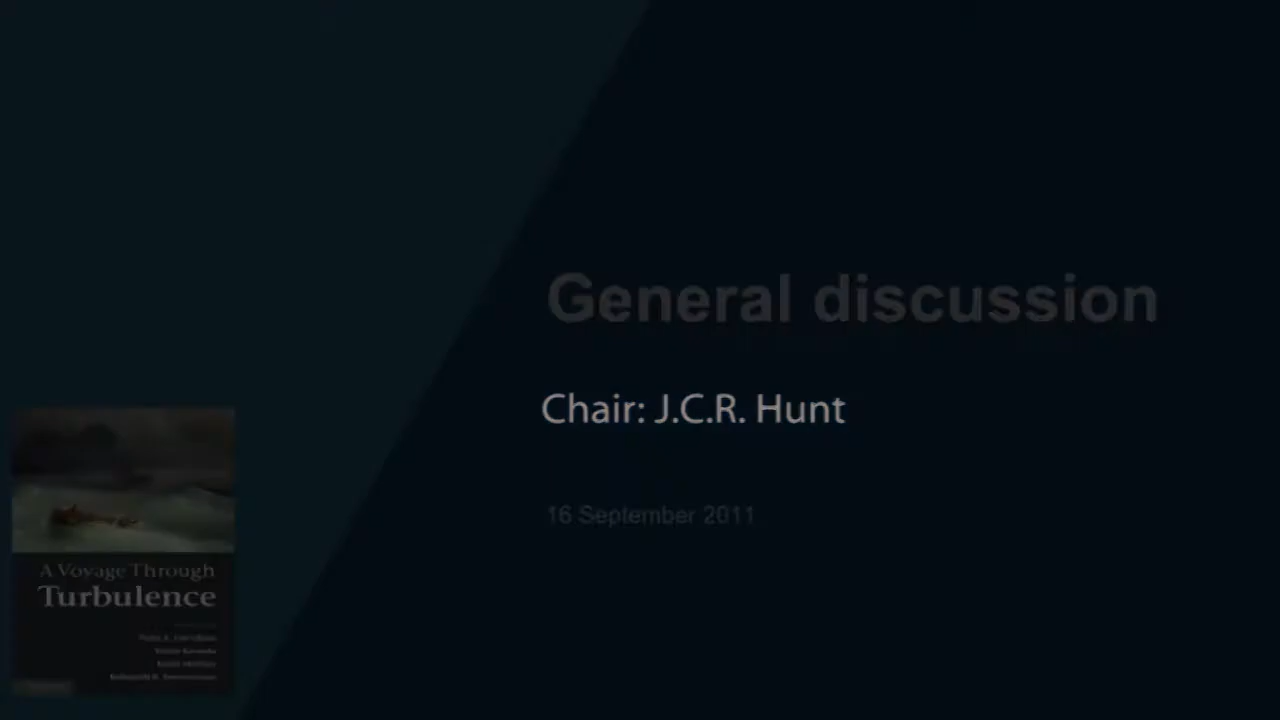 General discussion
Chair: J.C.R. Hunt
16 September 2011
A Voyage Through
Turbulence